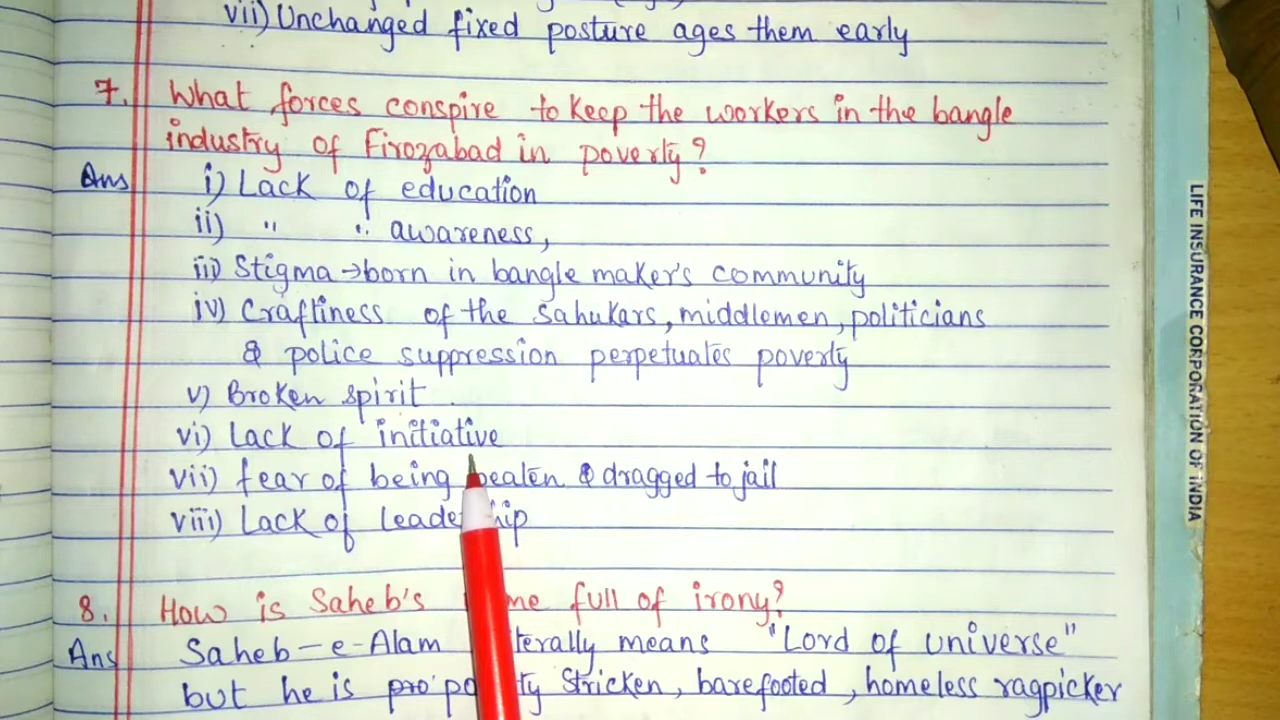 vii) Unchanged fixed posture ages them early
7. What forces conspire to keep the workers in the bangle
industry of Firozabad in poverty?
Ans i) Lack of education
ii) " " awareness,
iii) Stigma → born in bangle maker's community
iv) Craftiness of the Sahukars, middlemen, politicians
& police suppression perpetuates poverty
v) Broken spirit
vi) Lack of initiative
vii) fear of being beaten & dragged to jail
viii) Lack of leadership
8. How is Saheb's full of irony?
Ans Saheb-e-Alam literally means "Lord of universe"
but he is stricken, barefooted, homeless ragpicker
LIFE INSURANCE CORPORATION OF INDIA